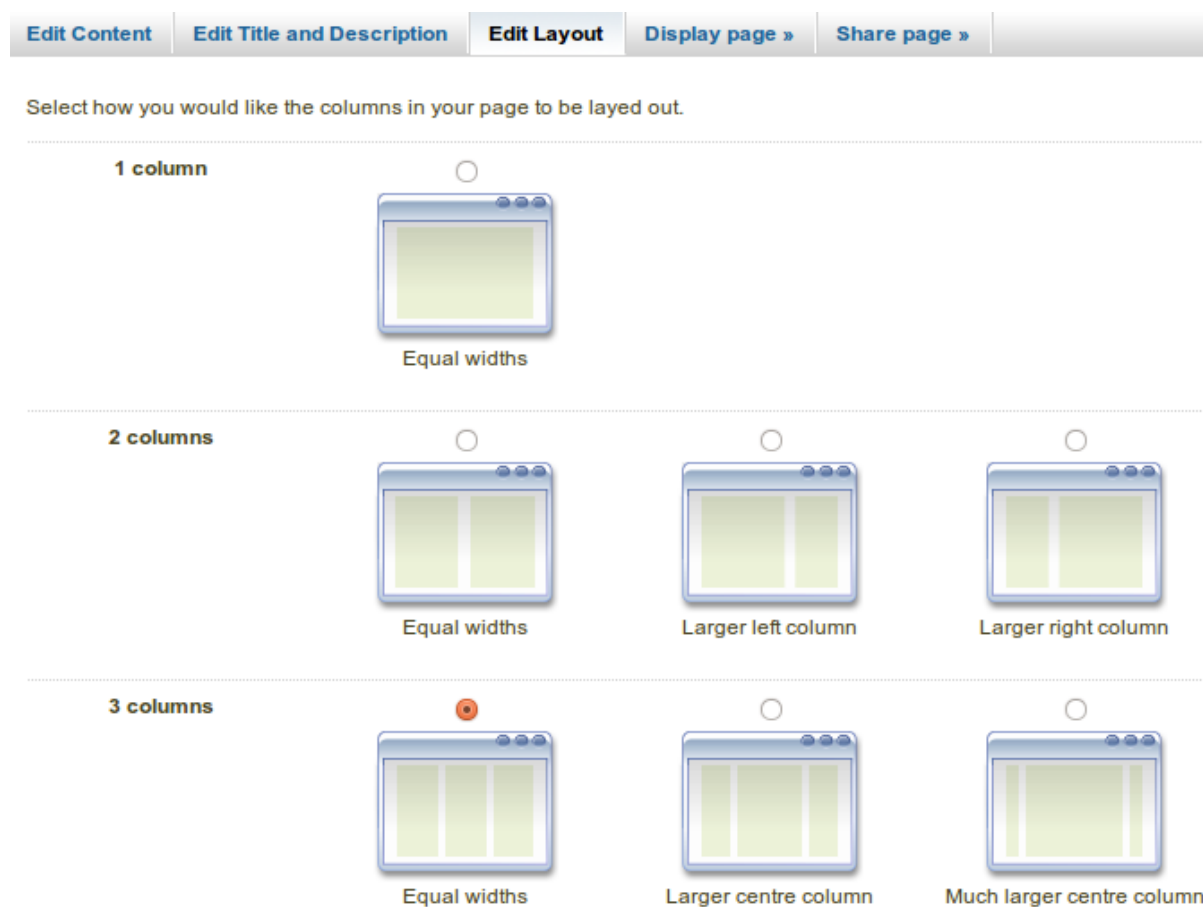 Edit Content Edit Title and Description Edit Layout Display page » Share page »
Select how you would like the columns in your page to be layed out.
1 column
Equal widths
2 columns
Equal widths Larger left column Larger right column
3 columns
Equal widths Larger centre column Much larger centre column